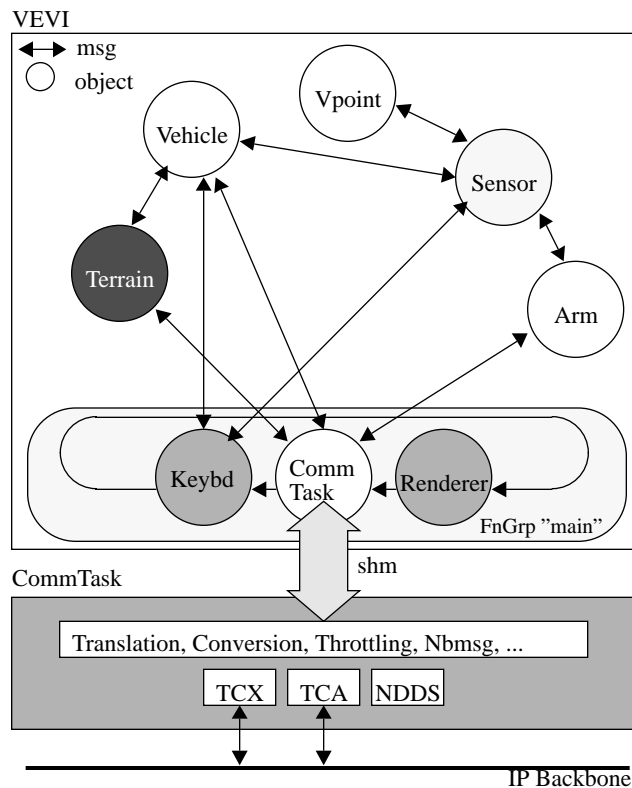 VEVI
msg
object
Vpoint
Vehicle
Sensor
Terrain
Arm
Keybd
Comm
Task
Renderer
FnGrp ”main”
shm
CommTask
Translation, Conversion, Throttling, Nbmsg, ...
TCX
TCA
NDDS
IP Backbone